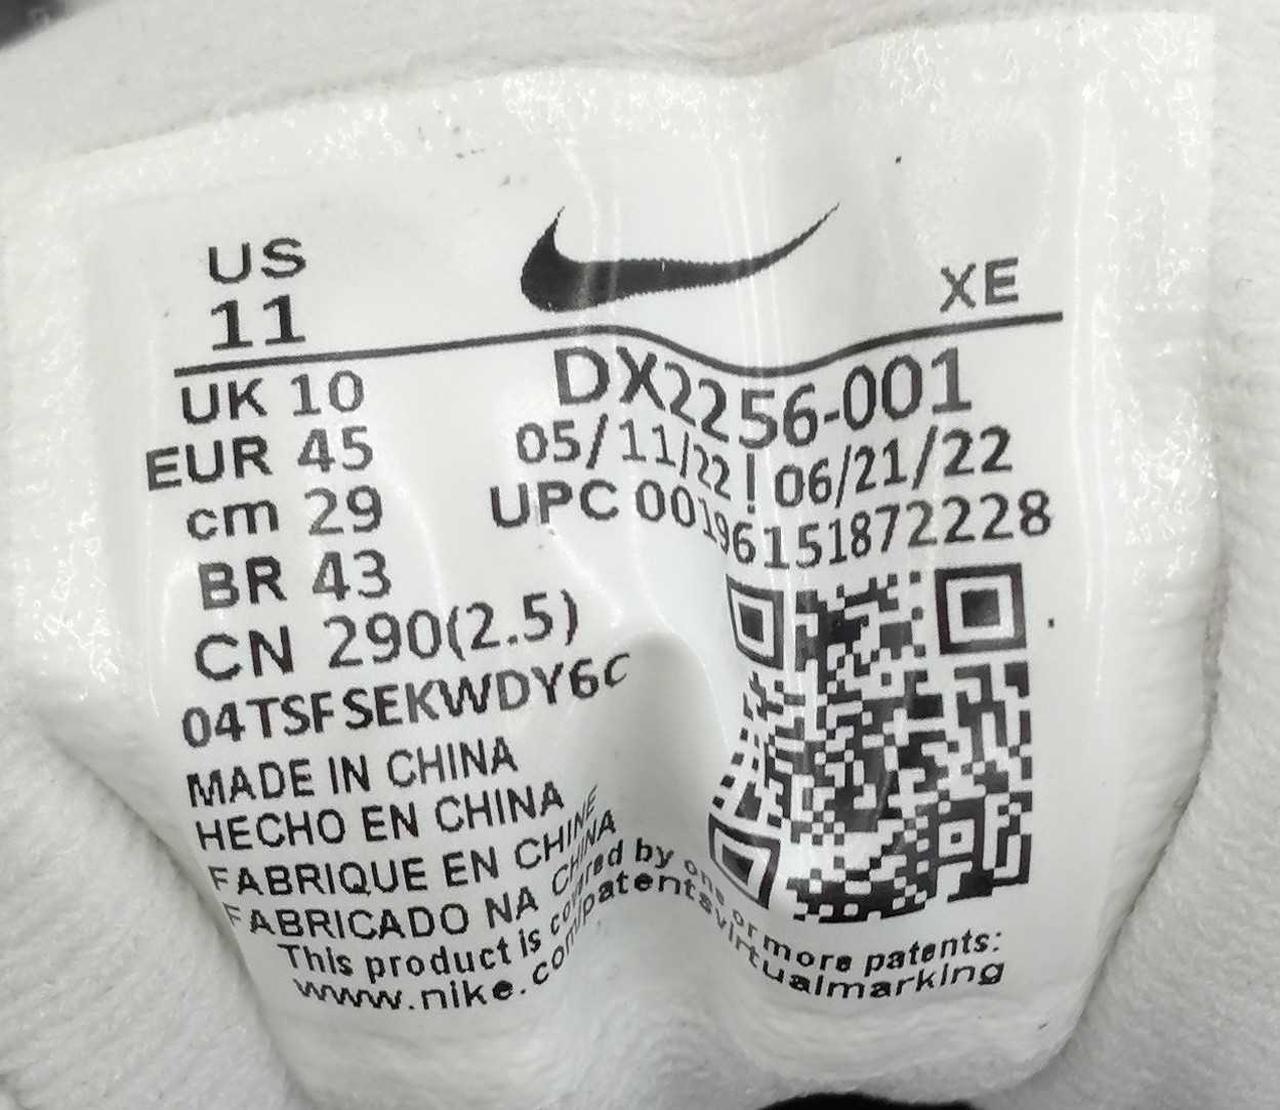 US
11
XE
UK 10
EUR 45
cm 29
BR 43
CN 290(2.5)
04TSFSEKWDY6C
DX2256-001
05/11/22! 06/21/22
UPC 00196151872228
MADE IN CHINA
HECHO EN CHINA
FABRIQUE EN CHINE
FABRICADO NA CHINA
This product is covered by one or more patents:
www.nike.com/patentsvirtualmarking